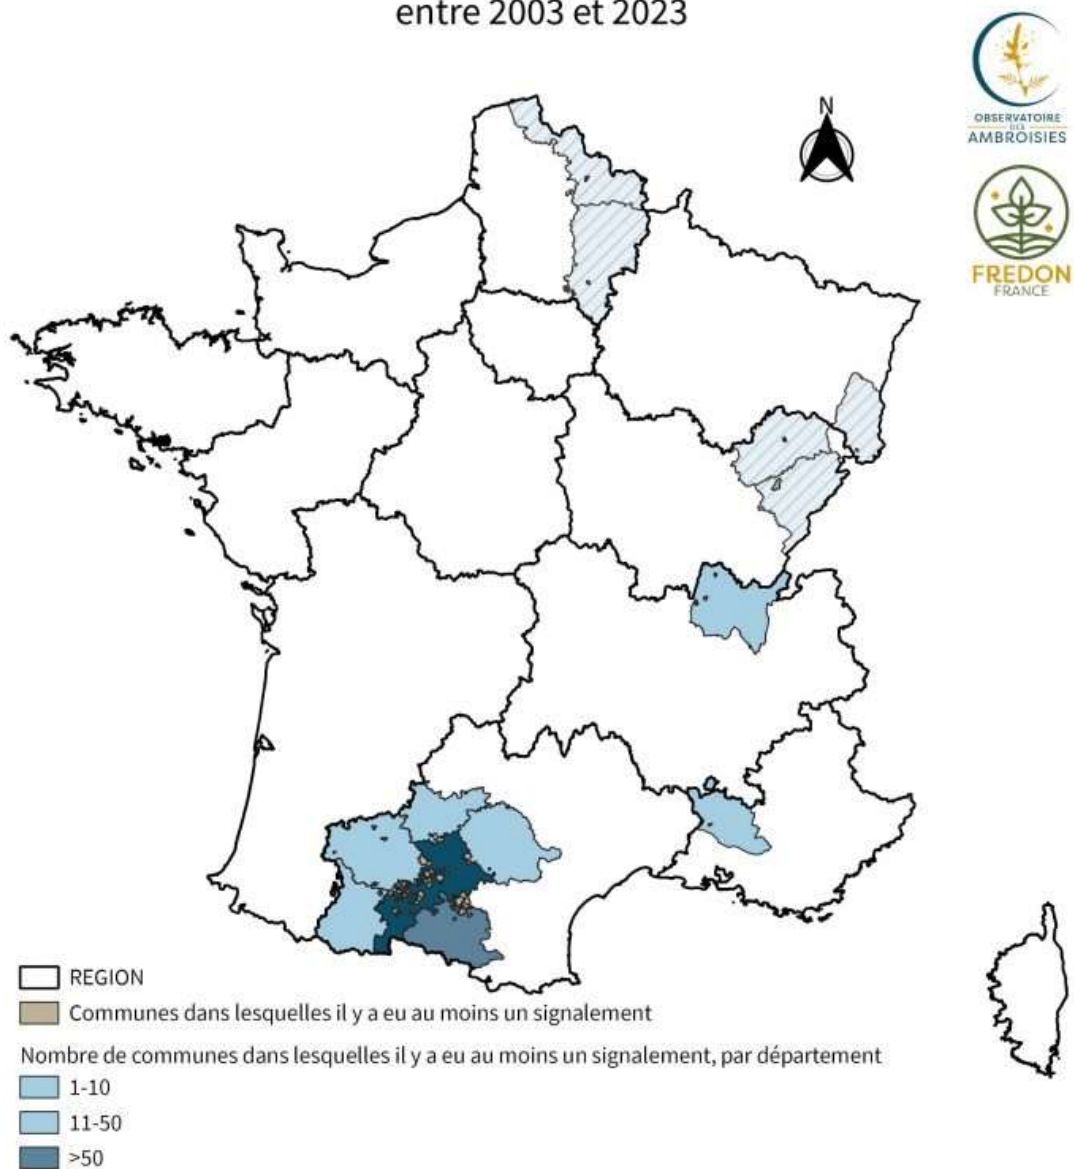 entre 2003 et 2023
OBSERVATOIRE
DES
AMBROISIES
N
FREDON
FRANCE
REGION
Communes dans lesquelles il y a eu au moins un signalement
Nombre de communes dans lesquelles il y a eu au moins un signalement, par département
1-10
11-50
>50